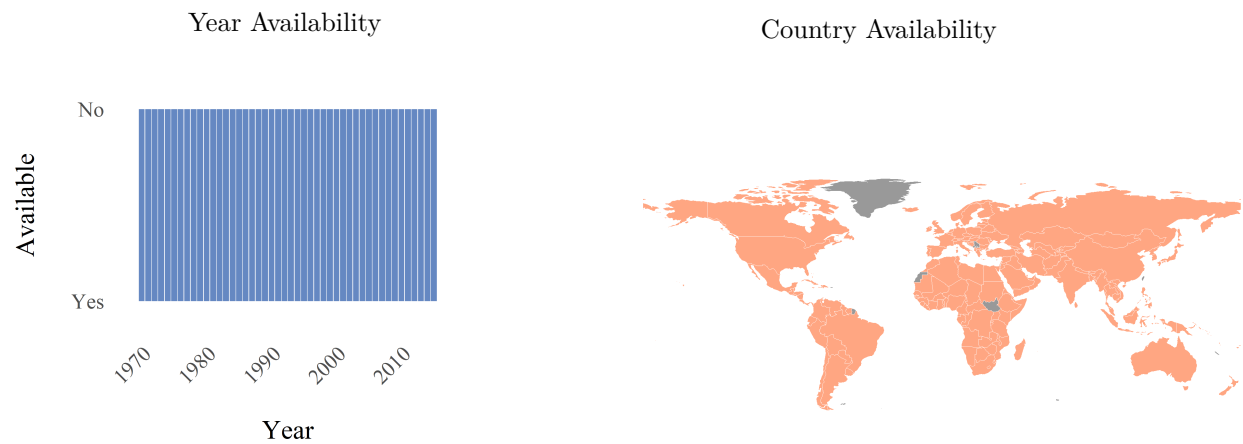 Year Availability
No
Available
Yes
1970
1980
1990
2000
2010
Year
Country Availability